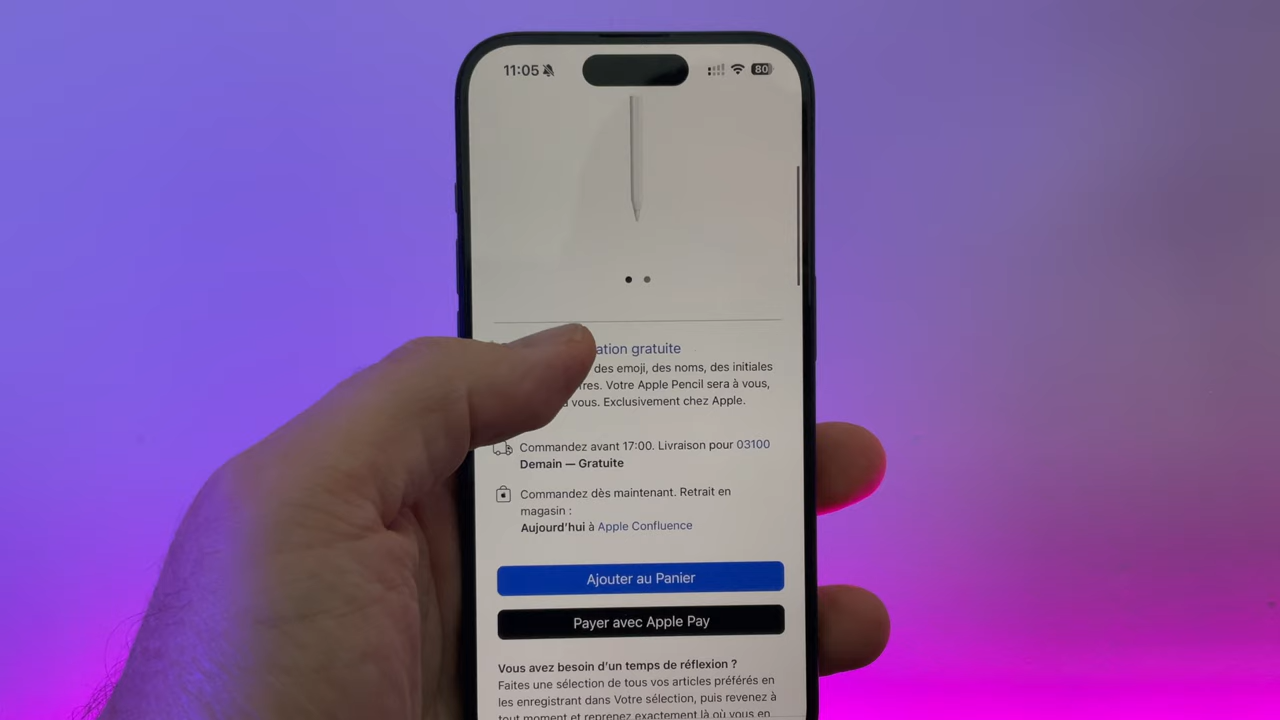 11:05
80
ation gratuite
des emoji, des noms, des initiales
res. Votre Apple Pencil sera à vous,
vous. Exclusivement chez Apple.
Commandez avant 17:00. Livraison pour 03100
Demain — Gratuite
Commandez dès maintenant. Retrait en
magasin :
Aujourd'hui à Apple Confluence
Ajouter au Panier
Payer avec Apple Pay
Vous avez besoin d'un temps de réflexion ?
Faites une sélection de tous vos articles préférés en
les enregistrant dans Votre sélection, puis revenez à
tout moment et reprenez exactement là où vous en